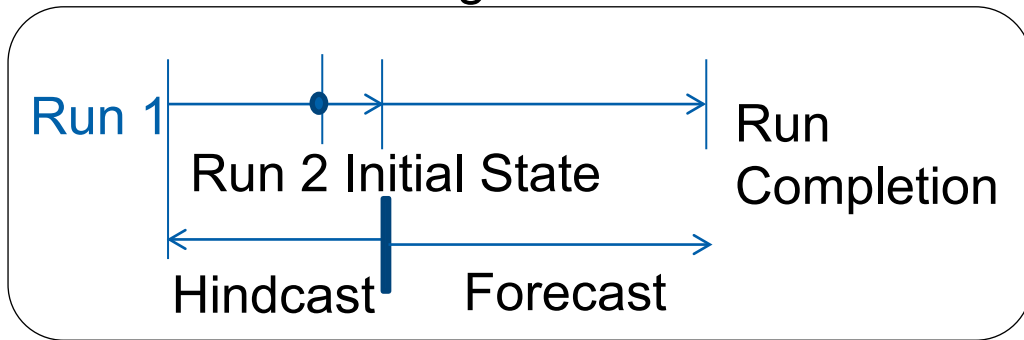 Run 1
Run
Completion
Run 2 Initial State
Hindcast
Forecast